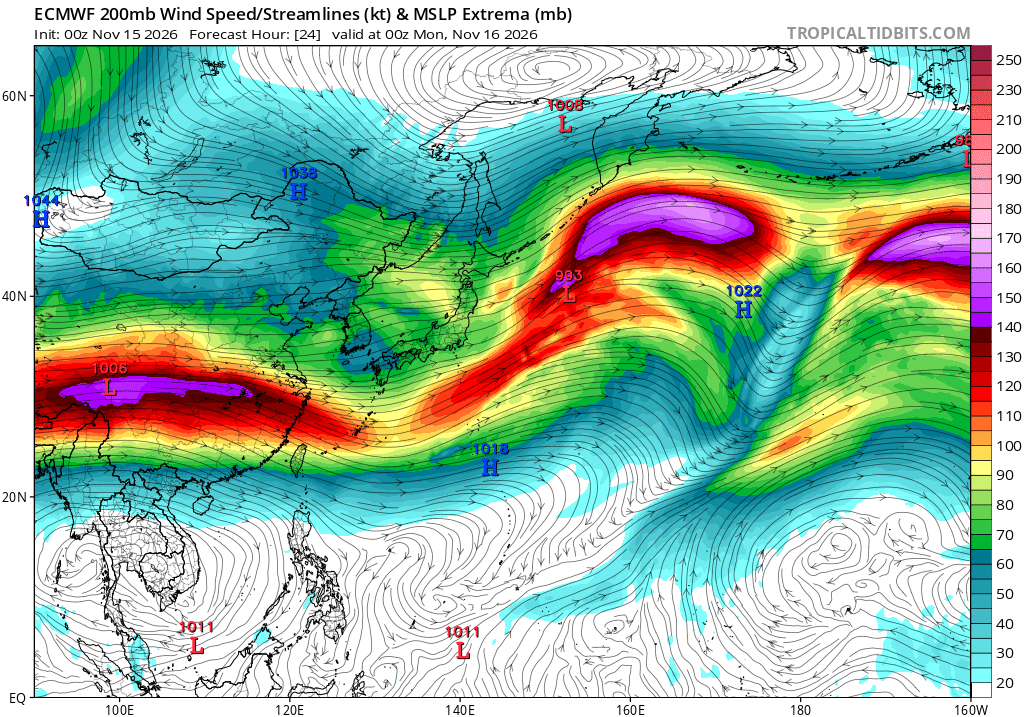 ECMWF 200mb Wind Speed/Streamlines (kt) & MSLP Extrema (mb)
Init: 00z Nov 15 2026 Forecast Hour: [24] valid at 00z Mon, Nov 16 2026
TROPICALTIDBITS.COM
250
230
210
200
190
180
170
160
150
140
130
120
110
100
90
80
70
60
50
40
30
20
60N
40N
20N
EQ
100E
120E
140E
160E
180
160W
1008
L
L
1038
H
1044
H
993
L
1022
H
1006
L
1018
H
1011
L
1011
L